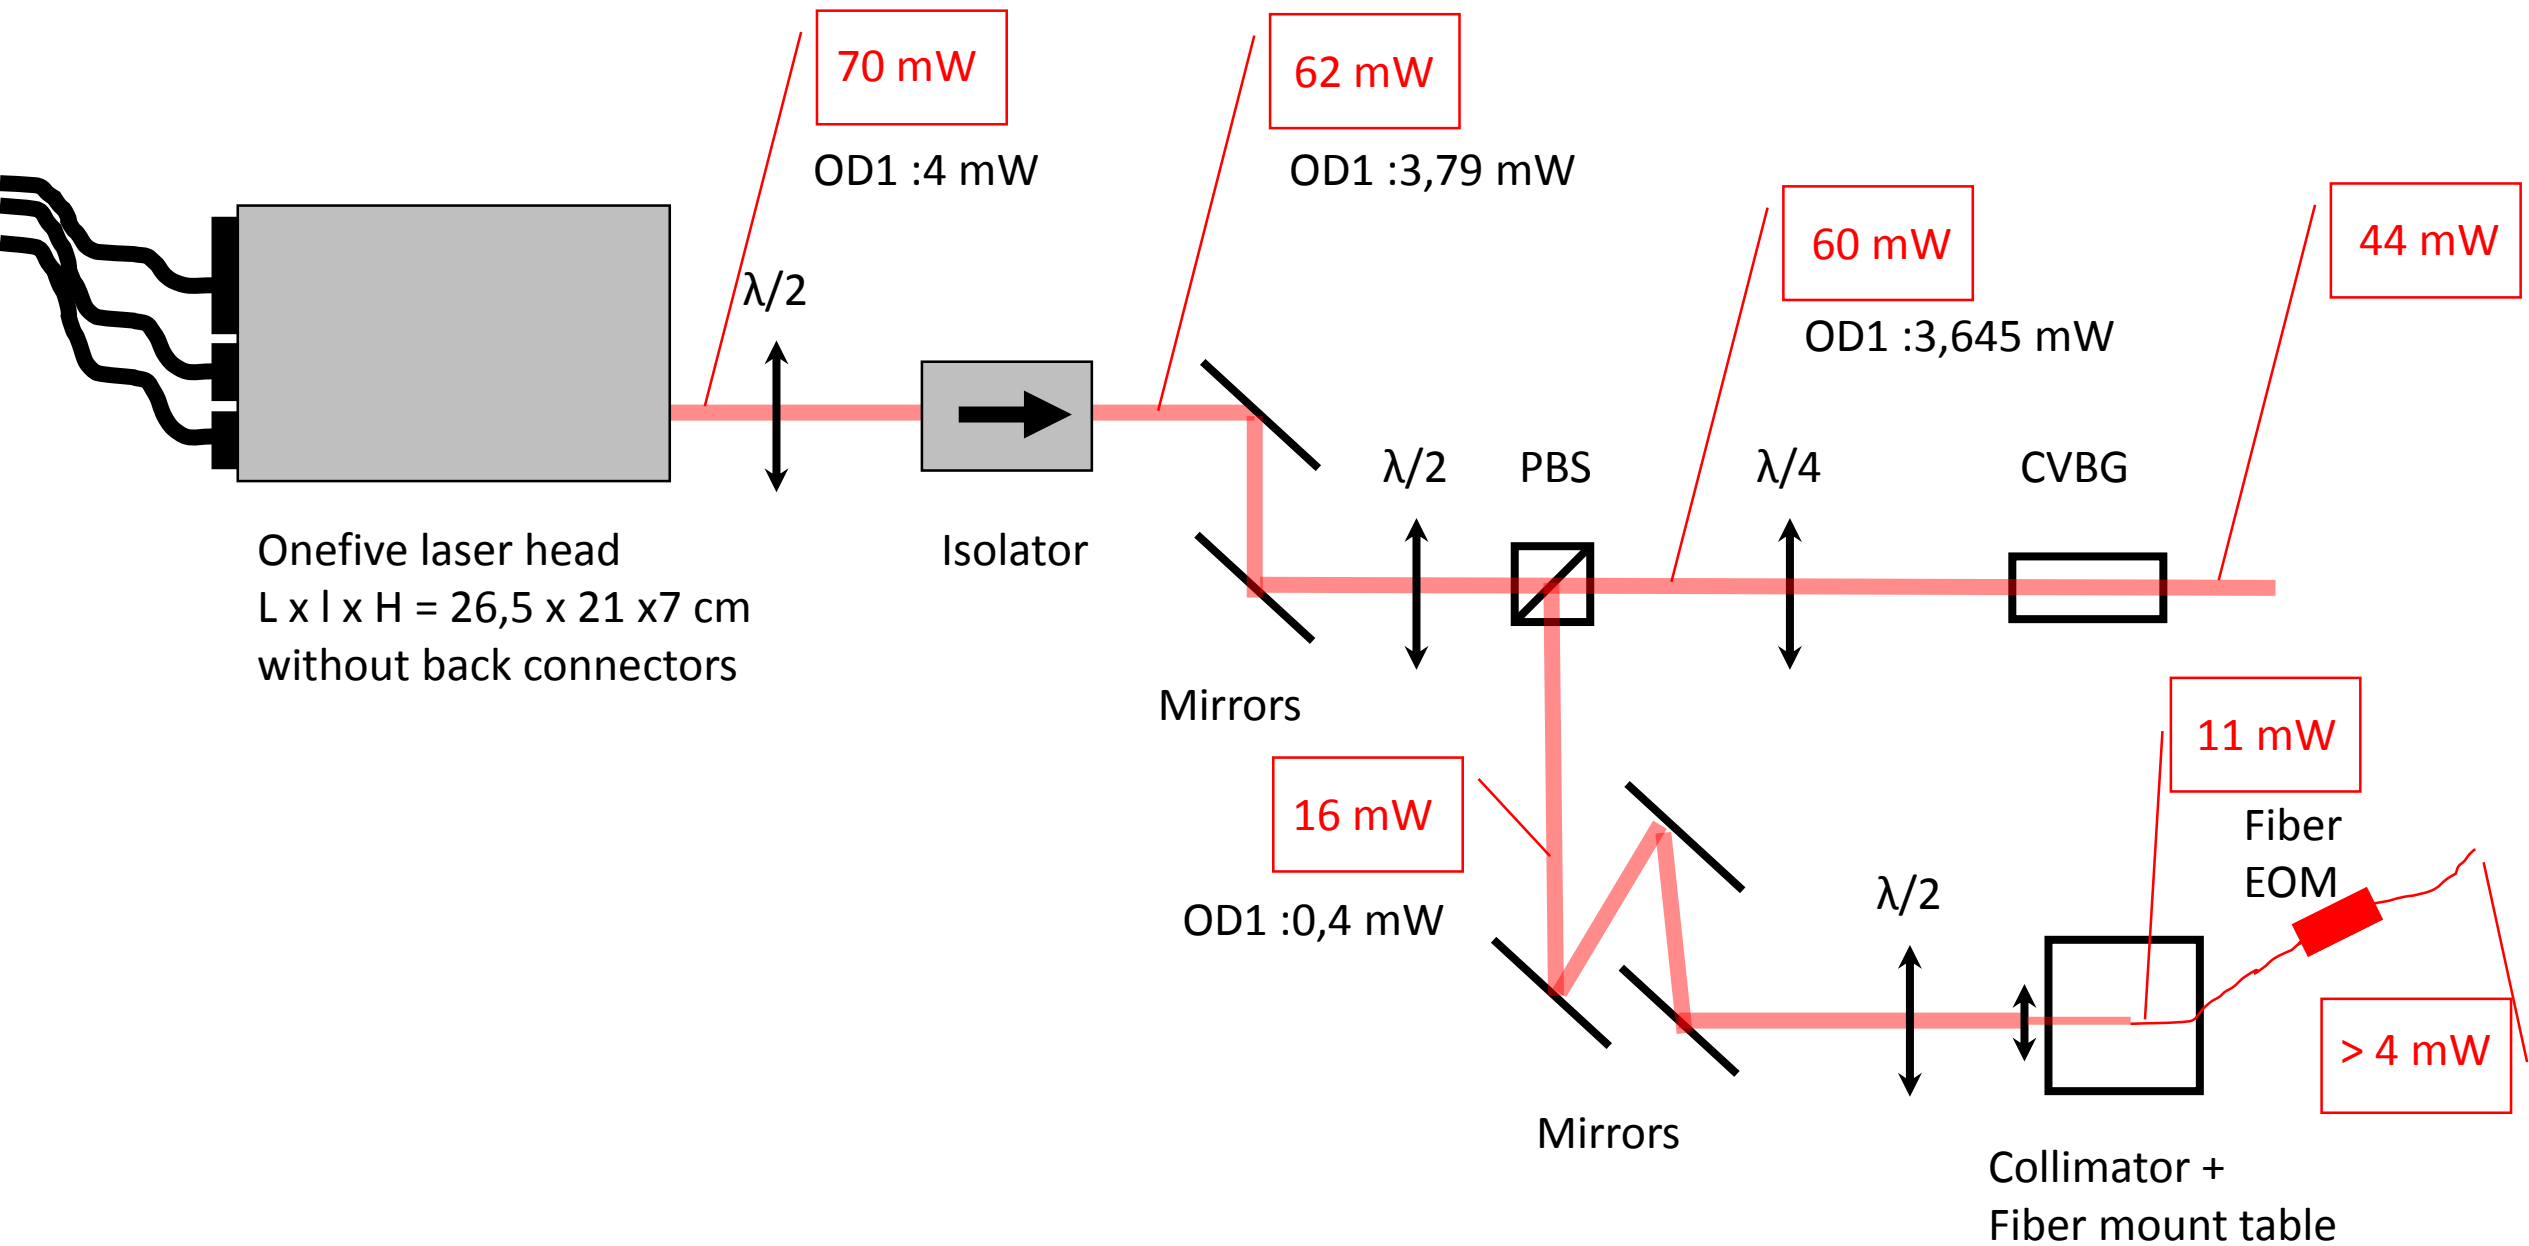 70 mW
OD1 :4 mW
62 mW
OD1 :3,79 mW
60 mW
OD1 :3,645 mW
44 mW
λ/2
Onefive laser head
L x l x H = 26,5 x 21 x7 cm
without back connectors
Isolator
Mirrors
λ/2
PBS
λ/4
CVBG
16 mW
OD1 :0,4 mW
Mirrors
λ/2
11 mW
Fiber
EOM
> 4 mW
Collimator +
Fiber mount table